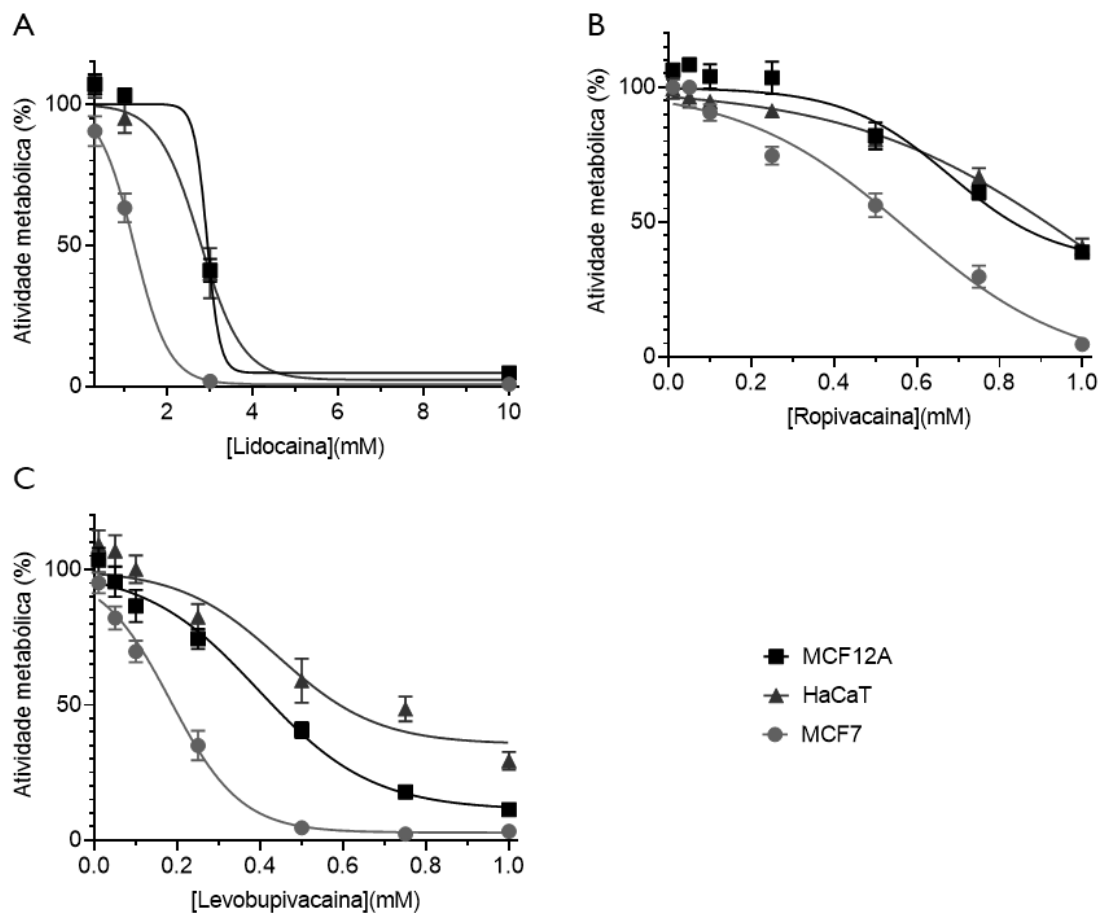 A
Atividade metabólica (%)
100
50
0
2
4
6
8
10
[Lidocaina](mM)
B
Atividade metabólica (%)
100
50
0
0.0
0.2
0.4
0.6
0.8
1.0
[Ropivacaina](mM)
C
Atividade metabólica (%)
100
50
0
0.0
0.2
0.4
0.6
0.8
1.0
[Levobupivacaina](mM)
MCF12A
HaCaT
MCF7